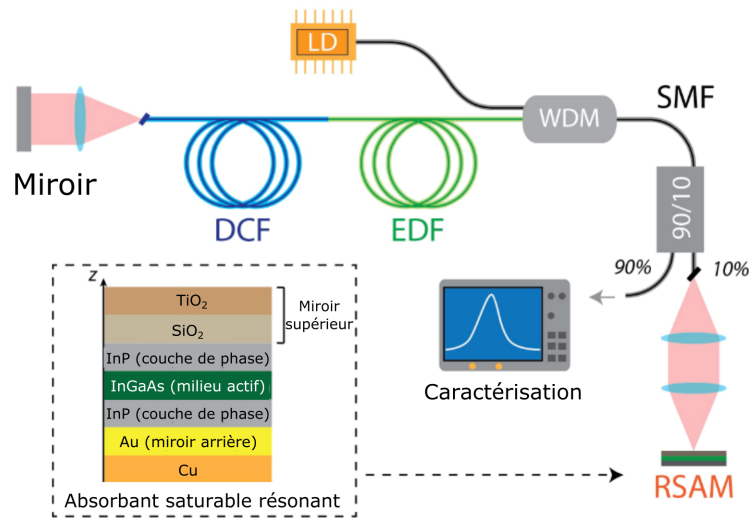 LD
WDM
SMF
Miroir
DCF
EDF
90/10
90%
10%
z
TiO₂
SiO₂
Miroir
supérieur
InP (couche de phase)
InGaAs (milieu actif)
InP (couche de phase)
Au (miroir arrière)
Cu
Absorbant saturable résonant
Caractérisation
RSAM